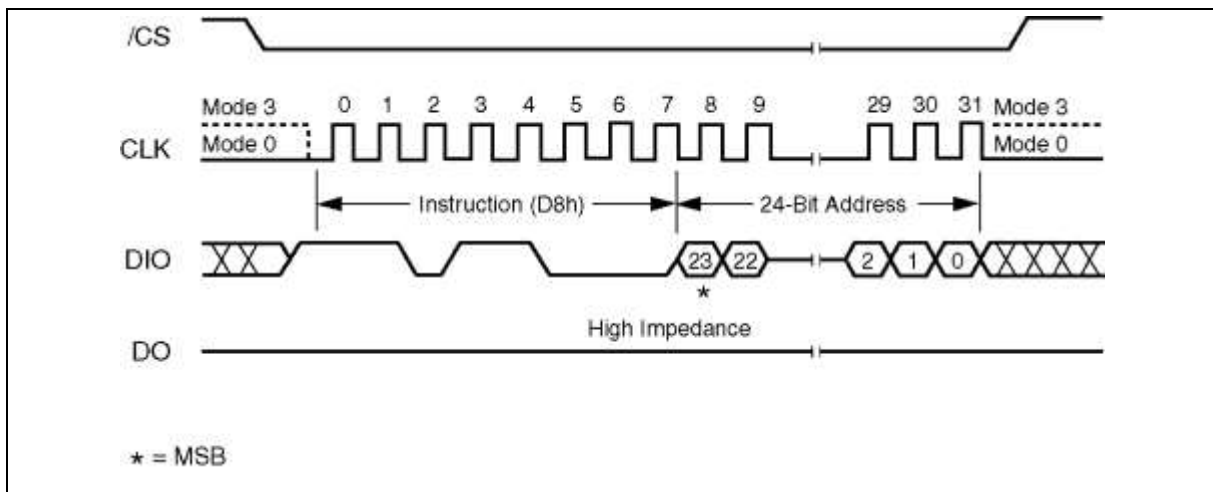 /CS
Mode 3 0 1 2 3 4 5 6 7 8 9 29 30 31 Mode 3
CLK Mode 0 Mode 0
Instruction (D8h) 24-Bit Address
DIO 23 22 2 1 0
*
High Impedance
DO
* = MSB